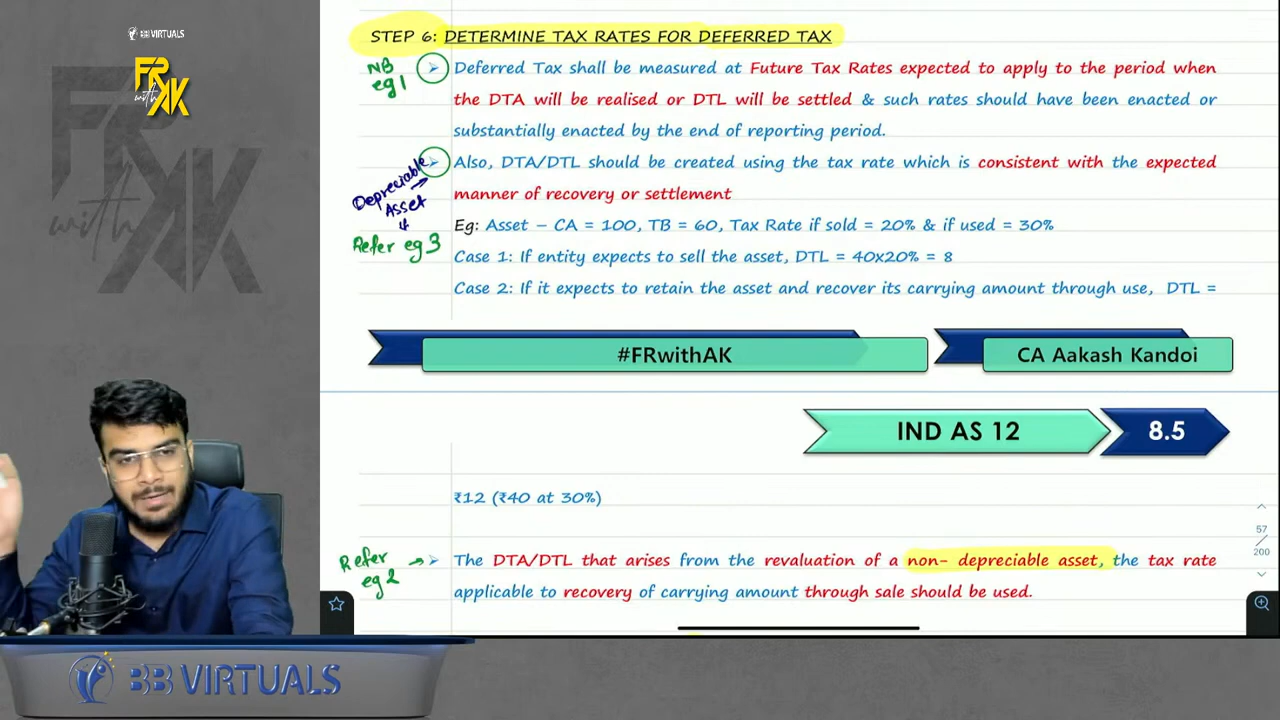 BB VIRTUALS
FR
with
AK
FR
with
AK
STEP 6: DETERMINE TAX RATES FOR DEFERRED TAX
NB
eg 1
➢ Deferred Tax shall be measured at Future Tax Rates expected to apply to the period when
the DTA will be realised or DTL will be settled & such rates should have been enacted or
substantially enacted by the end of reporting period.
Depreciable
Asset
Refer eg 3
➢ Also, DTA/DTL should be created using the tax rate which is consistent with the expected
manner of recovery or settlement
Eg: Asset – CA = 100, TB = 60, Tax Rate if sold = 20% & if used = 30%
Case 1: If entity expects to sell the asset, DTL = 40x20% = 8
Case 2: If it expects to retain the asset and recover its carrying amount through use, DTL =
#FRwithAK
CA Aakash Kandoi
IND AS 12
8.5
₹12 (₹40 at 30%)
Refer
eg 2
➢ The DTA/DTL that arises from the revaluation of a non- depreciable asset, the tax rate
applicable to recovery of carrying amount through sale should be used.
57
200
BB VIRTUALS